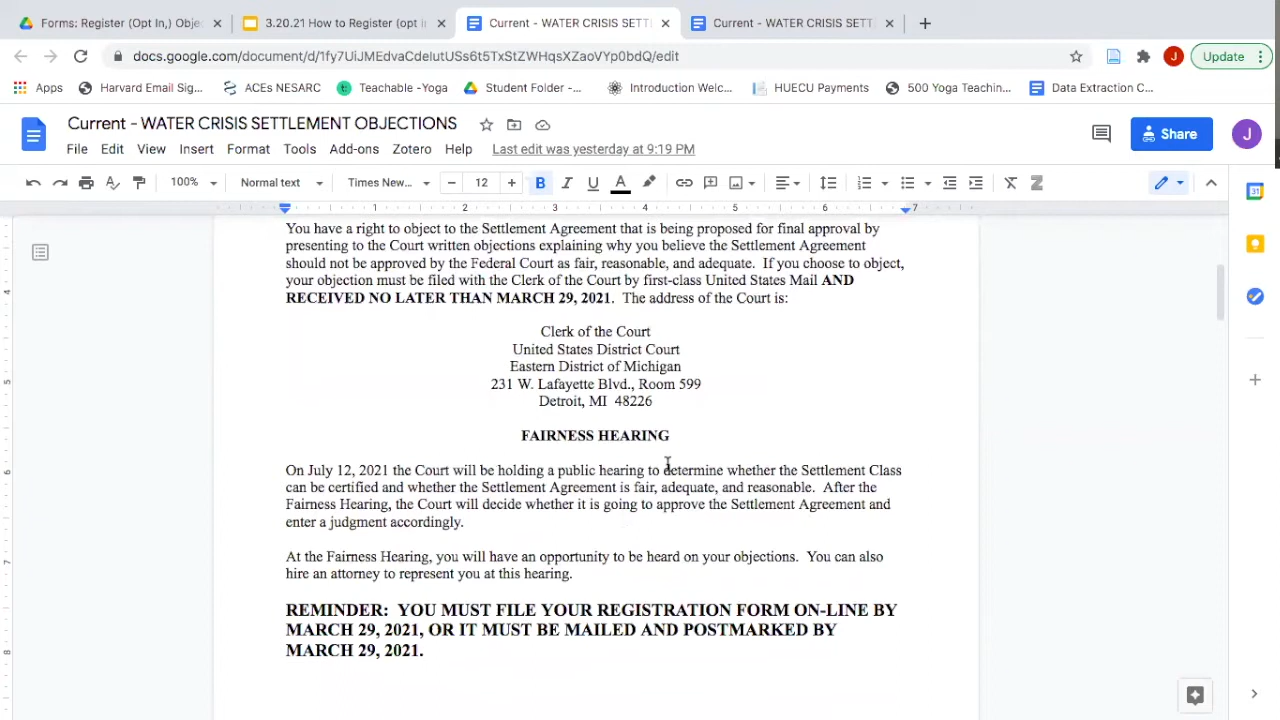 Forms: Register (Opt In,) Objec
3.20.21 How to Register (opt i
Current - WATER CRISIS SETT
Current - WATER CRISIS SETT
docs.google.com/document/d/1fy7UiJMEdvaCdeIutUSs6t5TxStZWHqsXZaoVYp0bdQ/edit
J
Update
Apps
Harvard Email Sig...
ACEs NESARC
Teachable -Yoga
Student Folder -...
Introduction Welc...
HUECU Payments
500 Yoga Teachin...
Data Extraction C...
Current - WATER CRISIS SETTLEMENT OBJECTIONS
Share
J
File Edit View Insert Format Tools Add-ons Zotero Help Last edit was yesterday at 9:19 PM
100% Normal text Times New... 12 B I U A
1 2 3 4 5 6 7
You have a right to object to the Settlement Agreement that is being proposed for final approval by
presenting to the Court written objections explaining why you believe the Settlement Agreement
should not be approved by the Federal Court as fair, reasonable, and adequate. If you choose to object,
your objection must be filed with the Clerk of the Court by first-class United States Mail AND
RECEIVED NO LATER THAN MARCH 29, 2021. The address of the Court is:
Clerk of the Court
United States District Court
Eastern District of Michigan
231 W. Lafayette Blvd., Room 599
Detroit, MI 48226
FAIRNESS HEARING
On July 12, 2021 the Court will be holding a public hearing to determine whether the Settlement Class
can be certified and whether the Settlement Agreement is fair, adequate, and reasonable. After the
Fairness Hearing, the Court will decide whether it is going to approve the Settlement Agreement and
enter a judgment accordingly.
At the Fairness Hearing, you will have an opportunity to be heard on your objections. You can also
hire an attorney to represent you at this hearing.
REMINDER: YOU MUST FILE YOUR REGISTRATION FORM ON-LINE BY
MARCH 29, 2021, OR IT MUST BE MAILED AND POSTMARKED BY
MARCH 29, 2021.